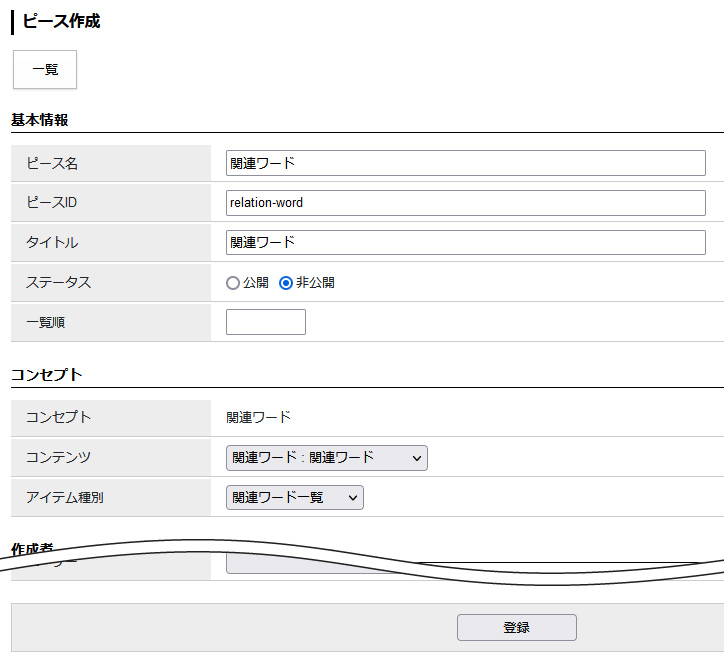 ピース作成
一覧
基本情報
ピース名 関連ワード
ピースID relation-word
タイトル 関連ワード
ステータス 公開 非公開
一覧順
コンセプト
コンセプト 関連ワード
コンテンツ 関連ワード : 関連ワード
アイテム種別 関連ワード一覧
作成者
登録